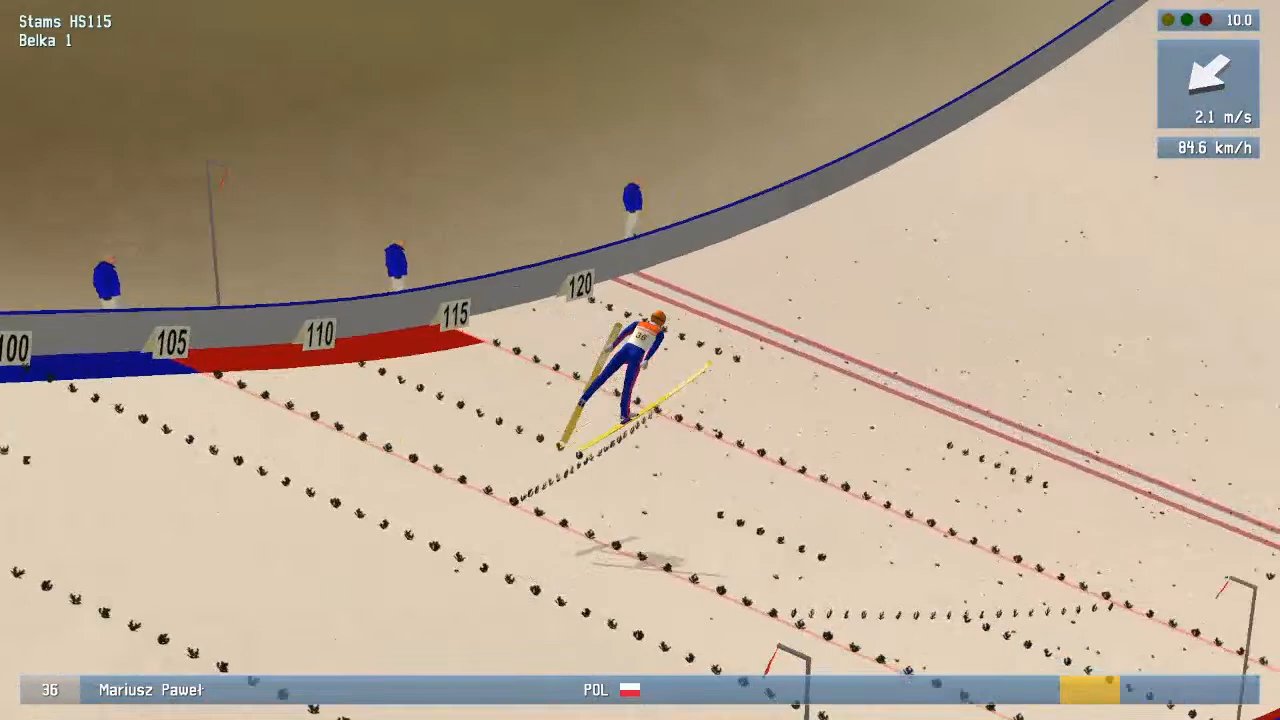 Stams HS115
Belka 1
10.0
2.1 m/s
84.6 km/h
120
115
110
105
100
36
36 Mariusz Paweł POL